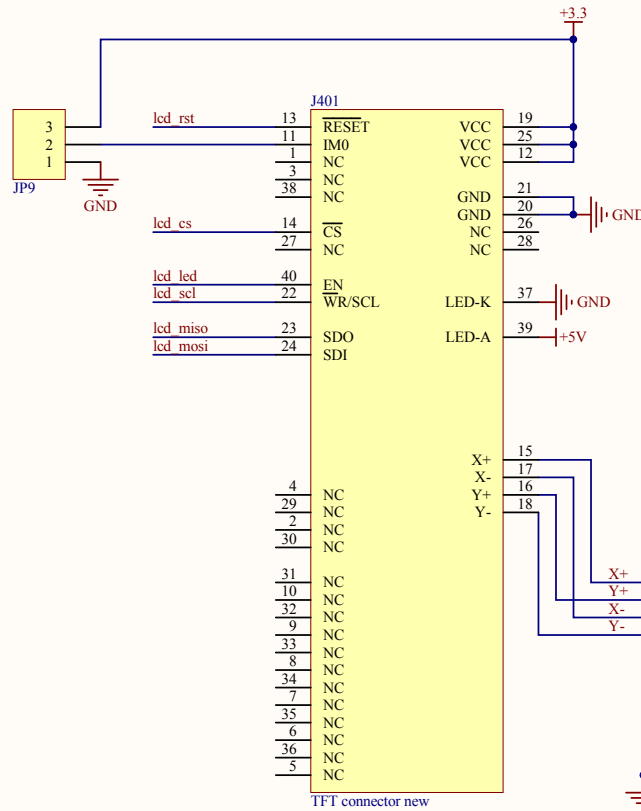 +3.3
J401
lcd_rst 13 RESET VCC 19
3
2 11 IM0 VCC 25
1 1 NC VCC 12
JP9 3 NC
GND 38 NC GND 21
GND 20 GND
lcd_cs 14 CS NC 26
27 NC NC 28
lcd_led 40 EN
lcd_scl 22 WR/SCL LED-K 37 GND
lcd_miso 23 SDO LED-A 39 +5V
lcd_mosi 24 SDI
X+ 15
X- 17
4 NC Y+ 16
29 NC Y- 18
2 NC
30 NC
31 NC X+
10 NC Y+
32 NC X-
9 NC Y-
33 NC
8 NC
34 NC
7 NC
35 NC
6 NC
36 NC
5 NC
TFT connector new